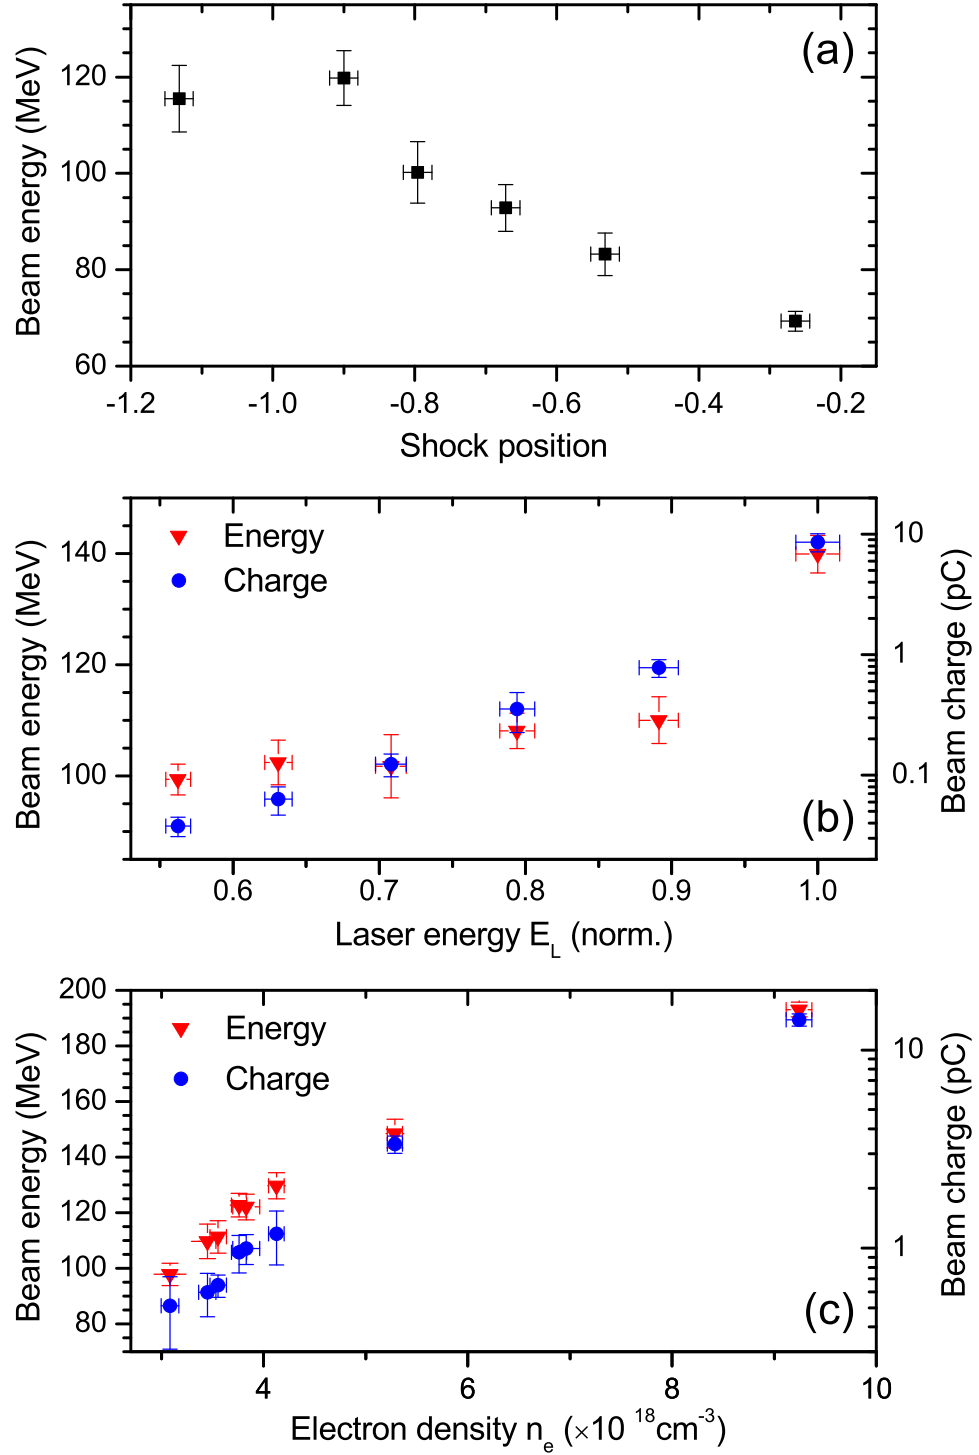 (a)
Beam energy (MeV)
120
100
80
60
-1.2 -1.0 -0.8 -0.6 -0.4 -0.2
Shock position
Energy
Charge
(b)
Beam energy (MeV)
140
120
100
10
1
0.1
Beam charge (pC)
0.6 0.7 0.8 0.9 1.0
Laser energy E_L (norm.)
Energy
Charge
(c)
Beam energy (MeV)
200
180
160
140
120
100
80
10
1
Beam charge (pC)
4 6 8 10
Electron density n_e (×10 ^18cm^-3)